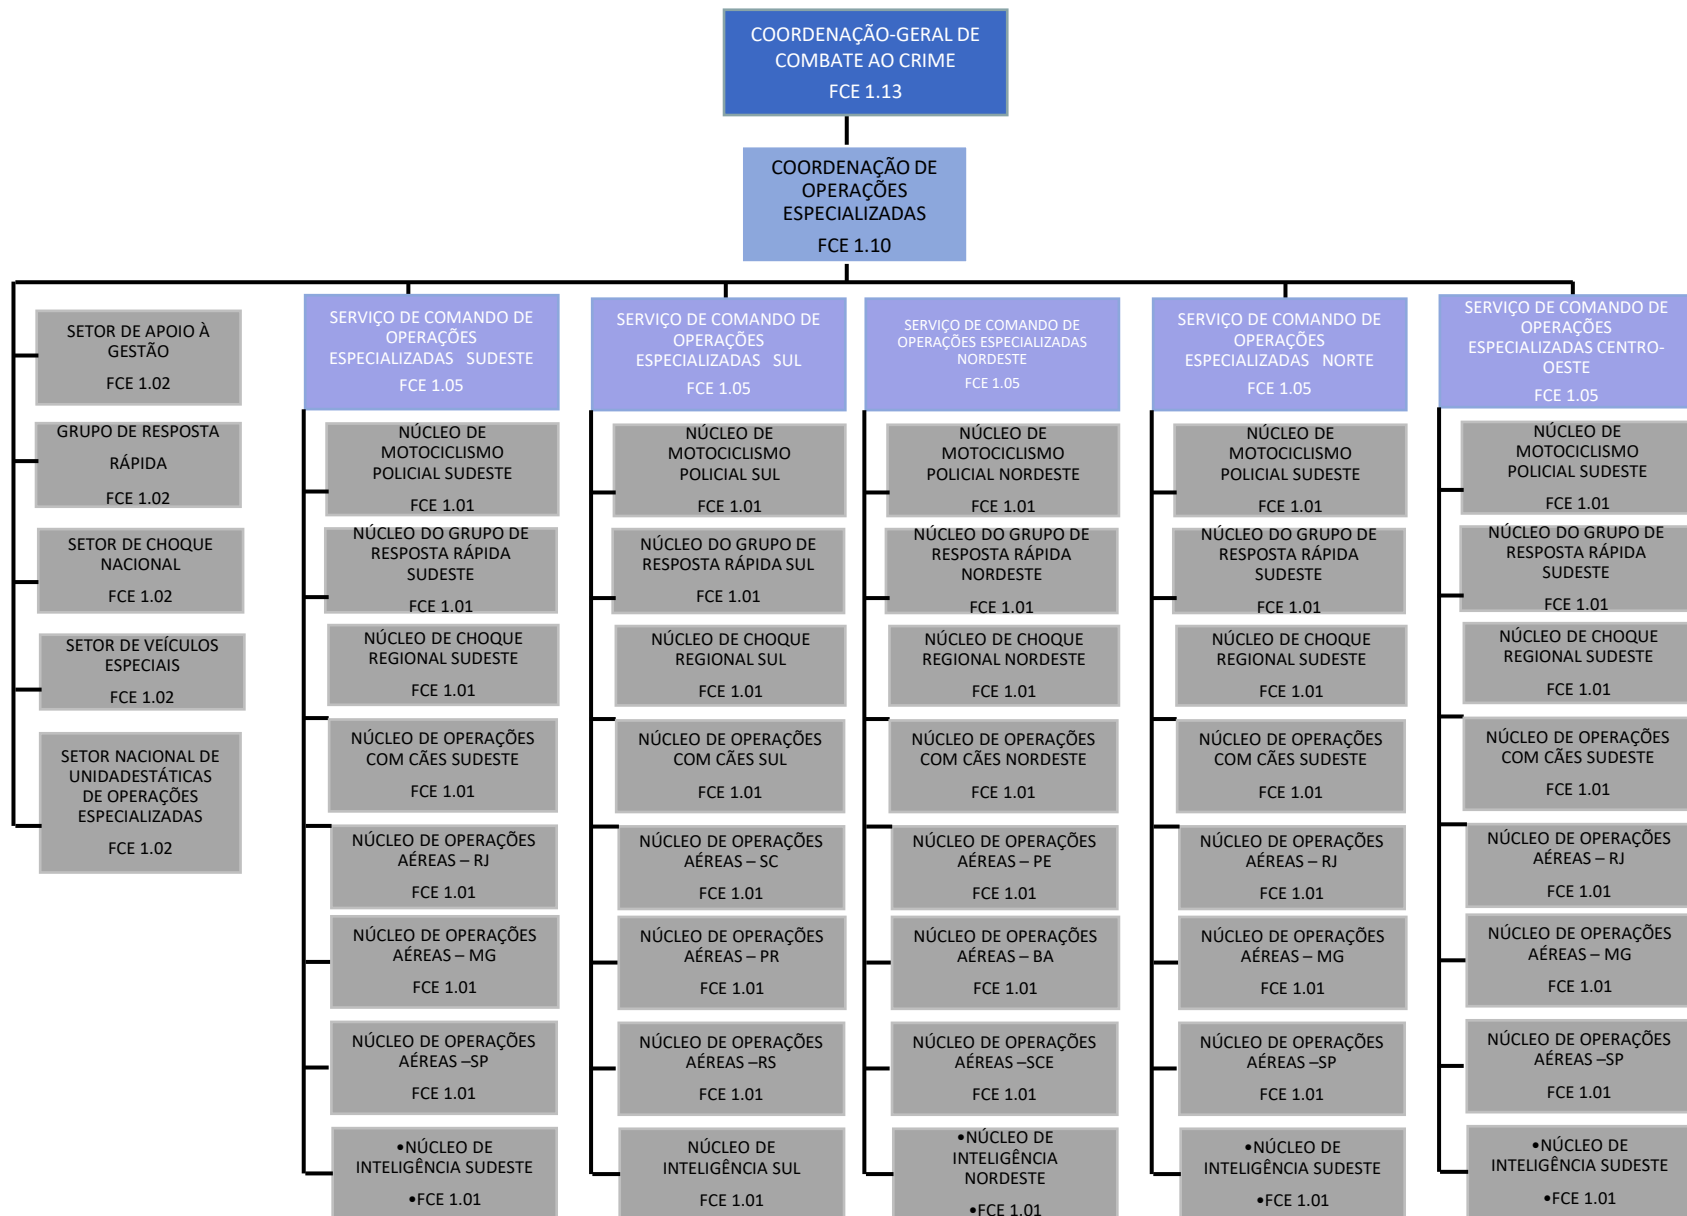 COORDENAÇÃO-GERAL DE
COMBATE AO CRIME
FCE 1.13
COORDENAÇÃO DE
OPERAÇÕES
ESPECIALIZADAS
FCE 1.10
SETOR DE APOIO À
GESTÃO
FCE 1.02
GRUPO DE RESPOSTA
RÁPIDA
FCE 1.02
SETOR DE CHOQUE
NACIONAL
FCE 1.02
SETOR DE VEÍCULOS
ESPECIAIS
FCE 1.02
SETOR NACIONAL DE
UNIDADESTÁTICAS
DE OPERAÇÕES
ESPECIALIZADAS
FCE 1.02
SERVIÇO DE COMANDO DE
OPERAÇÕES
ESPECIALIZADAS SUDESTE
FCE 1.05
NÚCLEO DE
MOTOCICLISMO
POLICIAL SUDESTE
FCE 1.01
NÚCLEO DO GRUPO DE
RESPOSTA RÁPIDA
SUDESTE
FCE 1.01
NÚCLEO DE CHOQUE
REGIONAL SUDESTE
FCE 1.01
NÚCLEO DE OPERAÇÕES
COM CÃES SUDESTE
FCE 1.01
NÚCLEO DE OPERAÇÕES
AÉREAS – RJ
FCE 1.01
NÚCLEO DE OPERAÇÕES
AÉREAS – MG
FCE 1.01
NÚCLEO DE OPERAÇÕES
AÉREAS –SP
FCE 1.01
•NÚCLEO DE
INTELIGÊNCIA SUDESTE
•FCE 1.01
SERVIÇO DE COMANDO DE
OPERAÇÕES
ESPECIALIZADAS SUL
FCE 1.05
NÚCLEO DE
MOTOCICLISMO
POLICIAL SUL
FCE 1.01
NÚCLEO DO GRUPO DE
RESPOSTA RÁPIDA SUL
FCE 1.01
NÚCLEO DE CHOQUE
REGIONAL SUL
FCE 1.01
NÚCLEO DE OPERAÇÕES
COM CÃES SUL
FCE 1.01
NÚCLEO DE OPERAÇÕES
AÉREAS – SC
FCE 1.01
NÚCLEO DE OPERAÇÕES
AÉREAS – PR
FCE 1.01
NÚCLEO DE OPERAÇÕES
AÉREAS –RS
FCE 1.01
NÚCLEO DE
INTELIGÊNCIA SUL
FCE 1.01
SERVIÇO DE COMANDO DE
OPERAÇÕES ESPECIALIZADAS
NORDESTE
FCE 1.05
NÚCLEO DE
MOTOCICLISMO
POLICIAL NORDESTE
FCE 1.01
NÚCLEO DO GRUPO DE
RESPOSTA RÁPIDA
NORDESTE
FCE 1.01
NÚCLEO DE CHOQUE
REGIONAL NORDESTE
FCE 1.01
NÚCLEO DE OPERAÇÕES
COM CÃES NORDESTE
FCE 1.01
NÚCLEO DE OPERAÇÕES
AÉREAS – PE
FCE 1.01
NÚCLEO DE OPERAÇÕES
AÉREAS – BA
FCE 1.01
NÚCLEO DE OPERAÇÕES
AÉREAS –SCE
FCE 1.01
•NÚCLEO DE
INTELIGÊNCIA
NORDESTE
•FCE 1.01
SERVIÇO DE COMANDO DE
OPERAÇÕES
ESPECIALIZADAS NORTE
FCE 1.05
NÚCLEO DE
MOTOCICLISMO
POLICIAL SUDESTE
FCE 1.01
NÚCLEO DO GRUPO DE
RESPOSTA RÁPIDA
SUDESTE
FCE 1.01
NÚCLEO DE CHOQUE
REGIONAL SUDESTE
FCE 1.01
NÚCLEO DE OPERAÇÕES
COM CÃES SUDESTE
FCE 1.01
NÚCLEO DE OPERAÇÕES
AÉREAS – RJ
FCE 1.01
NÚCLEO DE OPERAÇÕES
AÉREAS – MG
FCE 1.01
NÚCLEO DE OPERAÇÕES
AÉREAS –SP
FCE 1.01
•NÚCLEO DE
INTELIGÊNCIA SUDESTE
•FCE 1.01
SERVIÇO DE COMANDO DE
OPERAÇÕES
ESPECIALIZADAS CENTRO-
OESTE
FCE 1.05
NÚCLEO DE
MOTOCICLISMO
POLICIAL SUDESTE
FCE 1.01
NÚCLEO DO GRUPO DE
RESPOSTA RÁPIDA
SUDESTE
FCE 1.01
NÚCLEO DE CHOQUE
REGIONAL SUDESTE
FCE 1.01
NÚCLEO DE OPERAÇÕES
COM CÃES SUDESTE
FCE 1.01
NÚCLEO DE OPERAÇÕES
AÉREAS – RJ
FCE 1.01
NÚCLEO DE OPERAÇÕES
AÉREAS – MG
FCE 1.01
NÚCLEO DE OPERAÇÕES
AÉREAS –SP
FCE 1.01
•NÚCLEO DE
INTELIGÊNCIA SUDESTE
•FCE 1.01